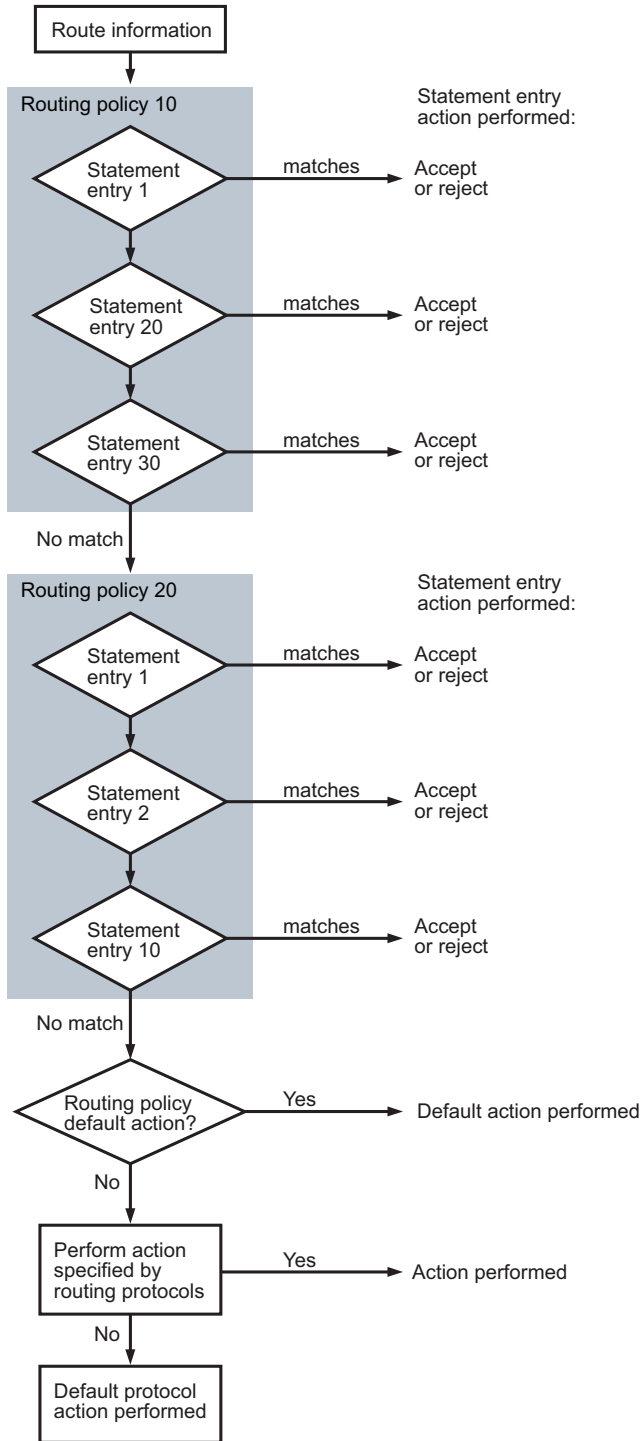 Route information
Routing policy 10
Statement entry
action performed:
Statement
entry 1
matches
Accept
or reject
Statement
entry 20
matches
Accept
or reject
Statement
entry 30
matches
Accept
or reject
No match
Routing policy 20
Statement entry
action performed:
Statement
entry 1
matches
Accept
or reject
Statement
entry 2
matches
Accept
or reject
Statement
entry 10
matches
Accept
or reject
No match
Routing policy
default action?
Yes
Default action performed
No
Perform action
specified by
routing protocols
Yes
Action performed
No
Default protocol
action performed